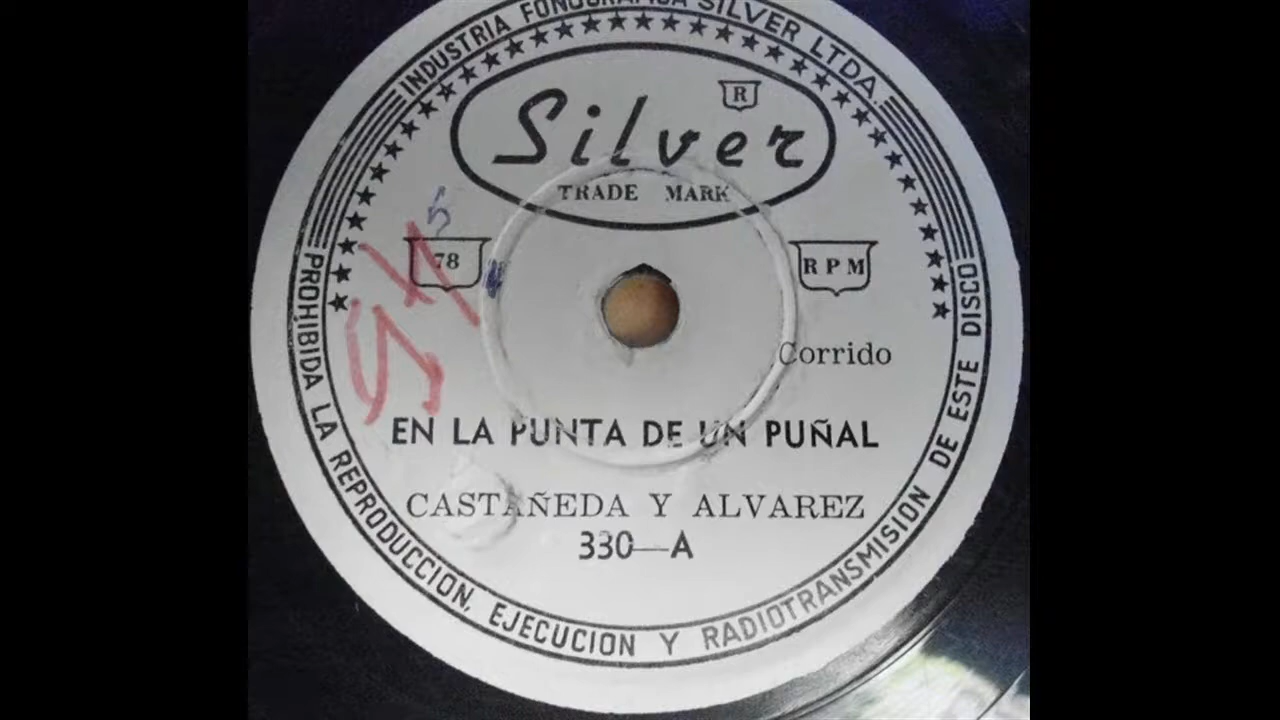 INDUSTRIA FONOGRAFICA SILVER LTDA.
Silver
R
TRADE MARK
5
78
RPM
Corrido
EN LA PUNTA DE UN PUÑAL
CASTAÑEDA Y ALVAREZ
330—A
PROHIBIDA LA REPRODUCCION, EJECUCION Y RADIOTRANSMISION DE ESTE DISCO